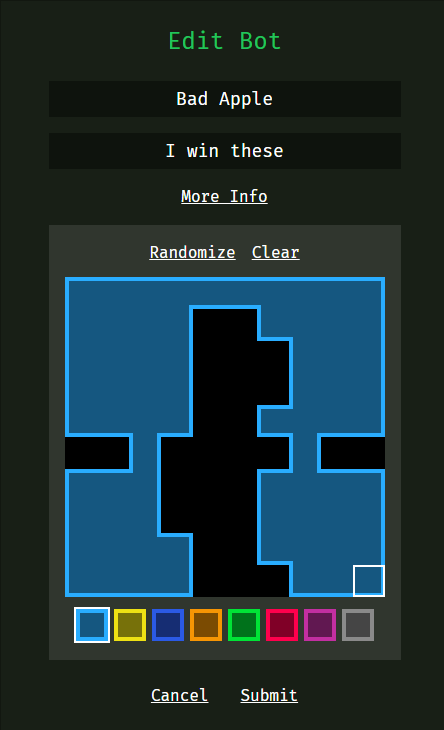 Edit Bot
Bad Apple
I win these
More Info
Randomize Clear
Cancel Submit